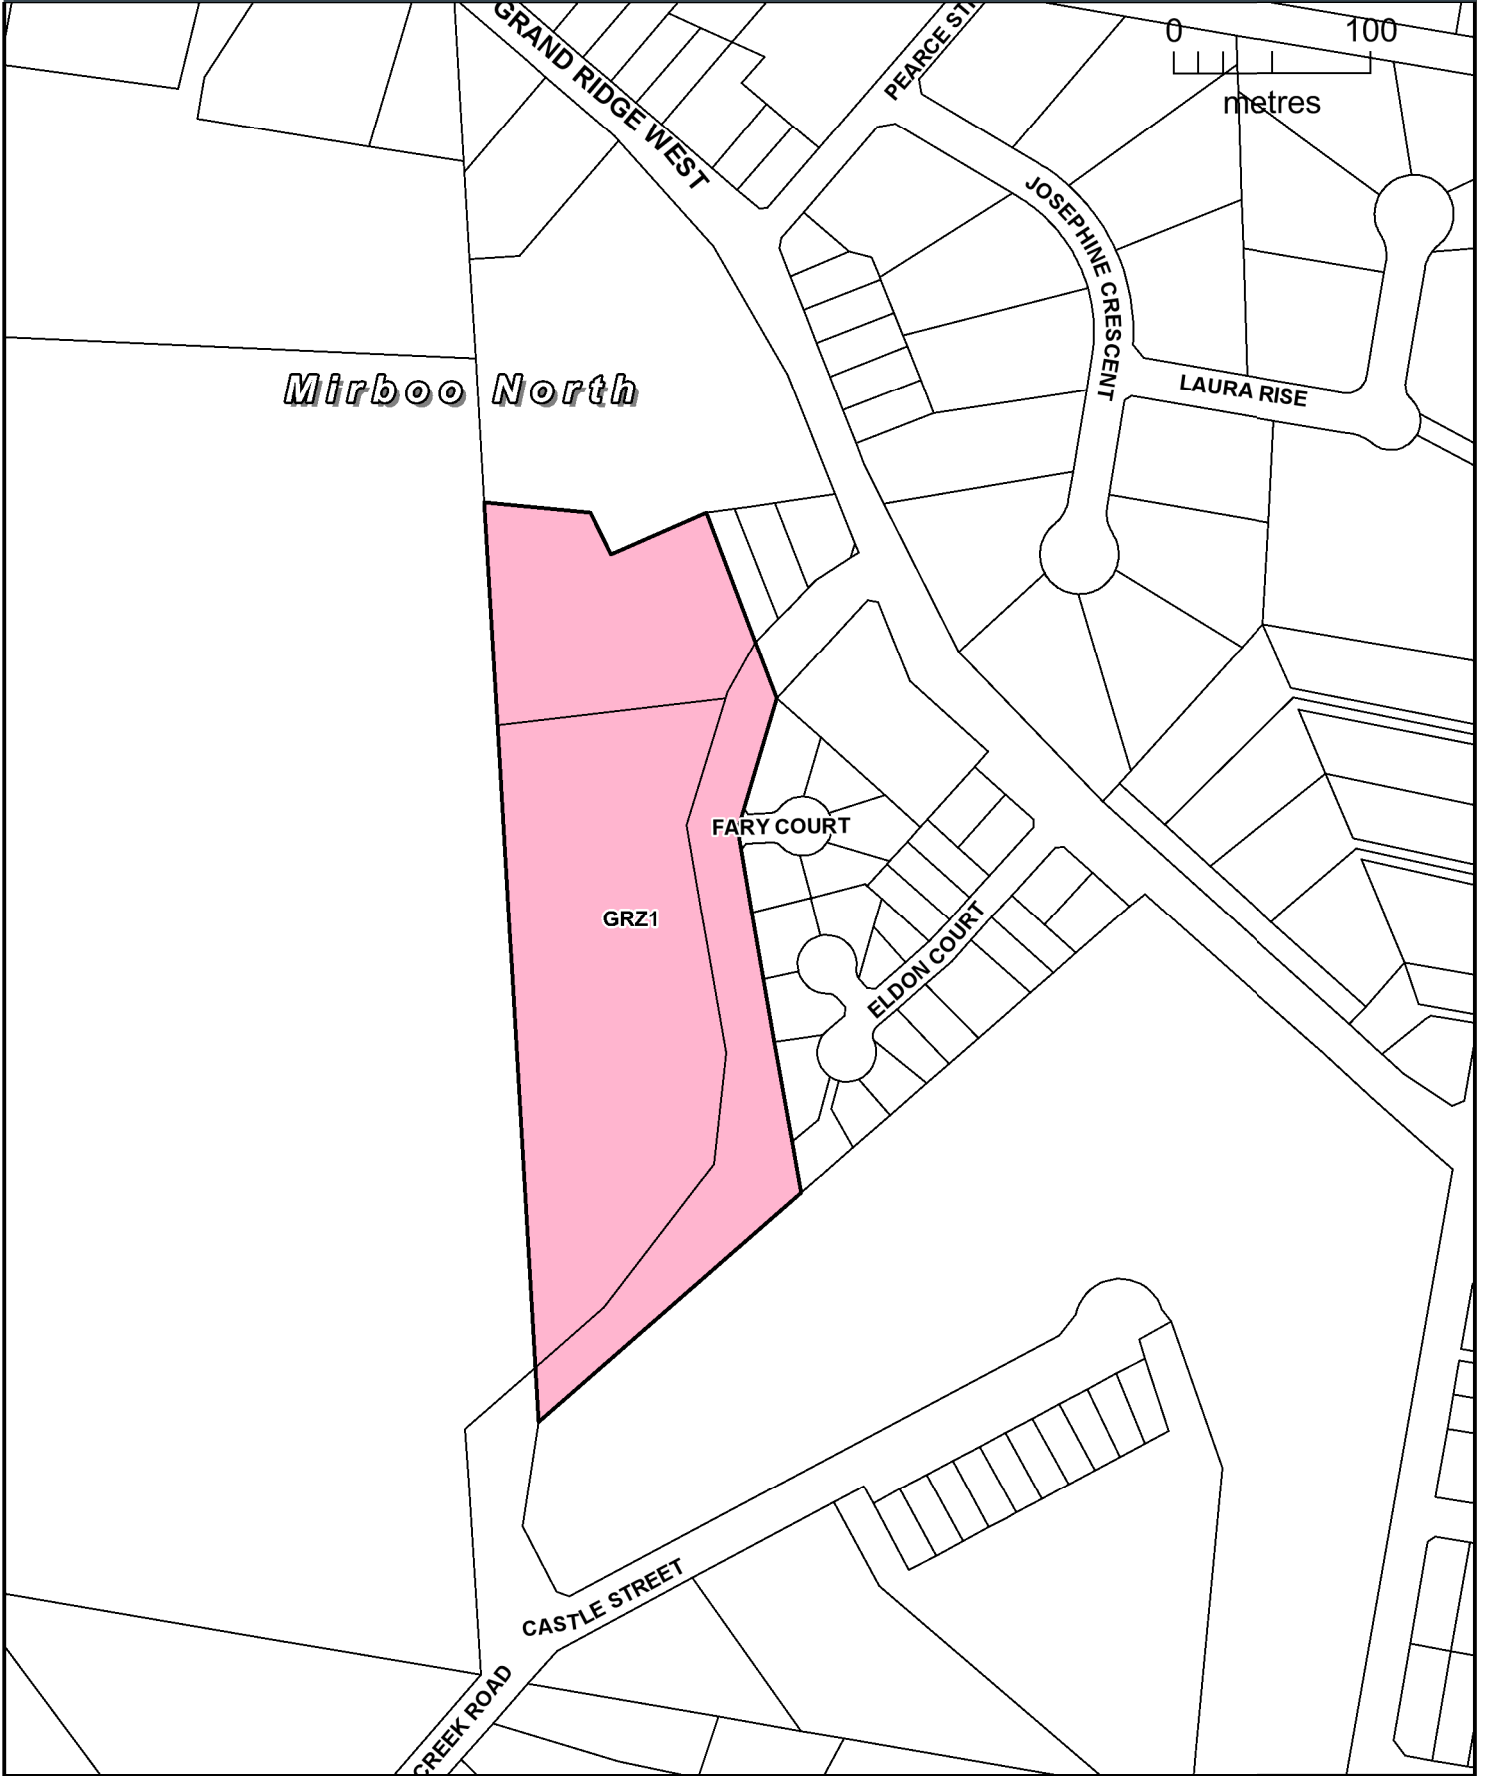 GRAND RIDGE WEST
PEARCE ST
0 100
metres
JOSEPHINE CRESCENT
LAURA RISE
Mirboo North
FARY COURT
GRZ1
ELDON COURT
CASTLE STREET
CREEK ROAD